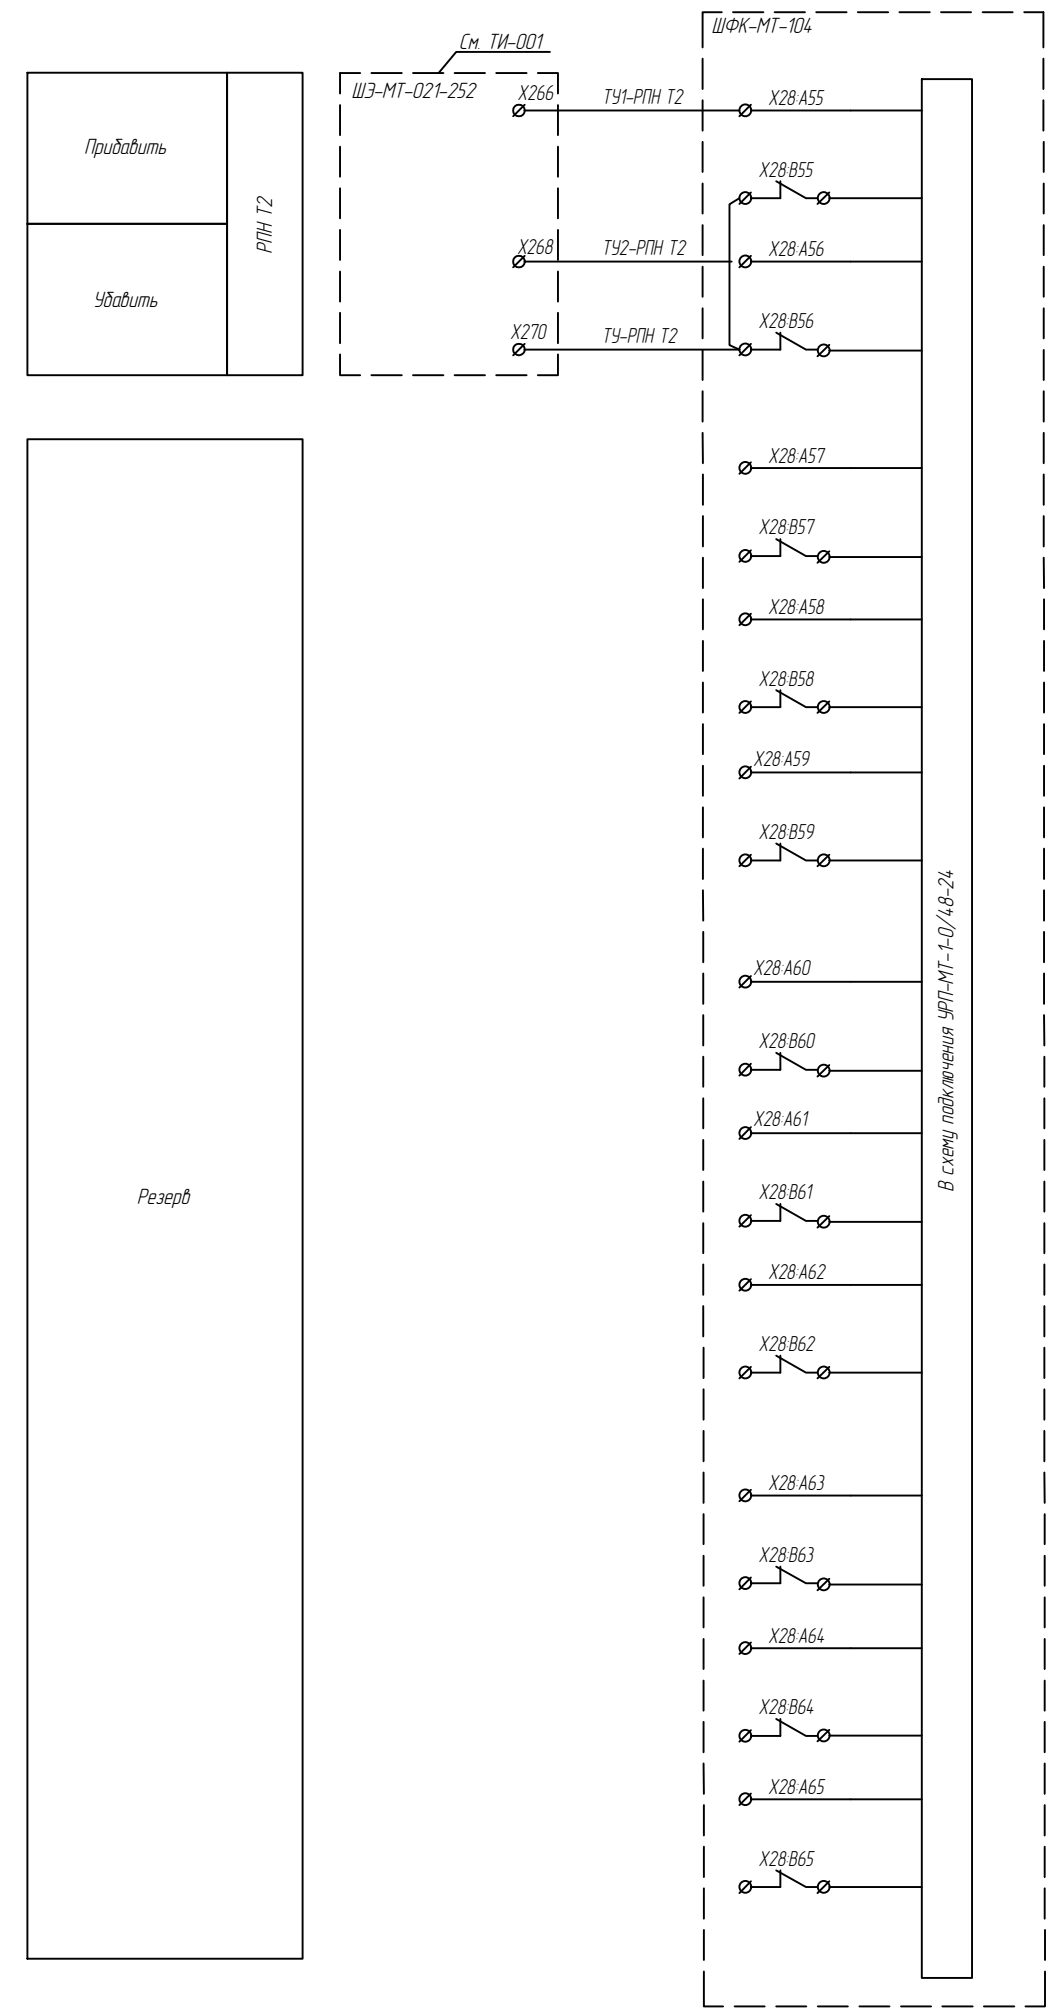 ШФК-МТ-104
См. ТИ-001
ШЭ-МТ-021-252
Прибавить
Убавить
РПН Т2
X266
ТУ1-РПН Т2
X28:A55
X28:B55
X268
ТУ2-РПН Т2
X28:A56
X270
ТУ-РПН Т2
X28:B56
X28:A57
X28:B57
X28:A58
X28:B58
X28:A59
X28:B59
X28:A60
X28:B60
X28:A61
X28:B61
X28:A62
X28:B62
X28:A63
X28:B63
X28:A64
X28:B64
X28:A65
X28:B65
Резерв
В схему подключения УРП-МТ-1-0/48-24